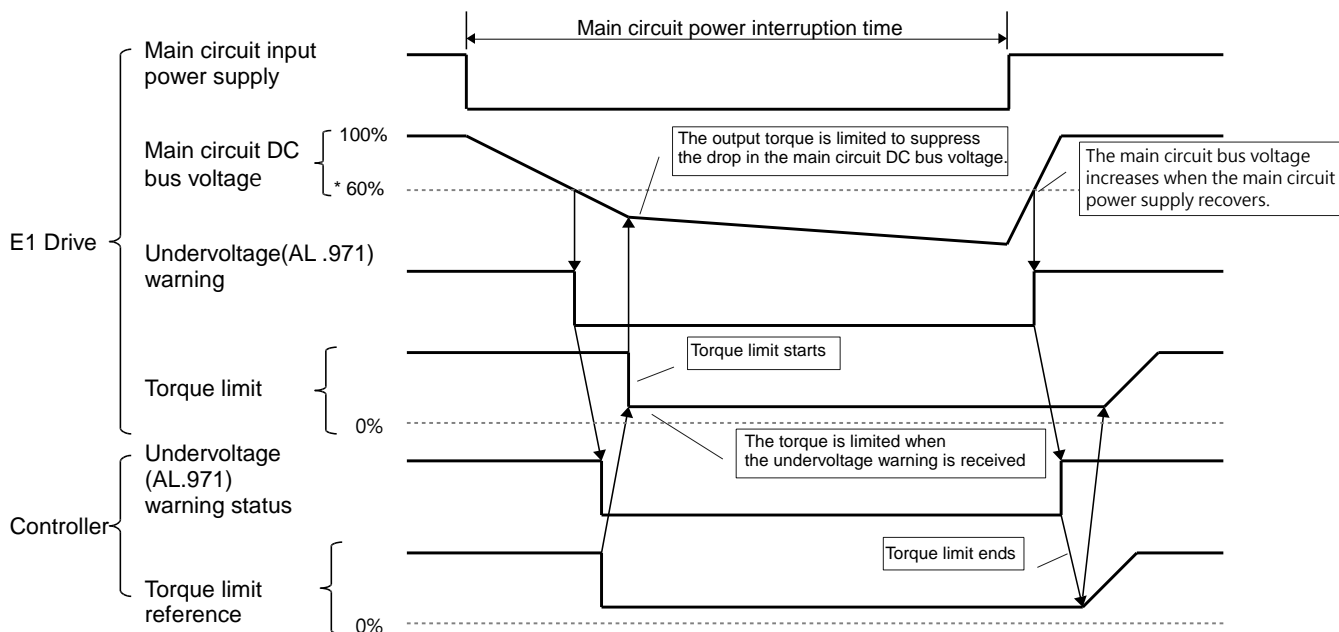 Main circuit power interruption time
Main circuit input
power supply
100%
Main circuit DC
bus voltage
* 60%
The output torque is limited to suppress
the drop in the main circuit DC bus voltage.
The main circuit bus voltage
increases when the main circuit
power supply recovers.
E1 Drive
Undervoltage(AL .971)
warning
Torque limit starts
Torque limit
0%
The torque is limited when
the undervoltage warning is received
Undervoltage
(AL.971)
warning status
Controller
Torque limit ends
Torque limit
reference
0%